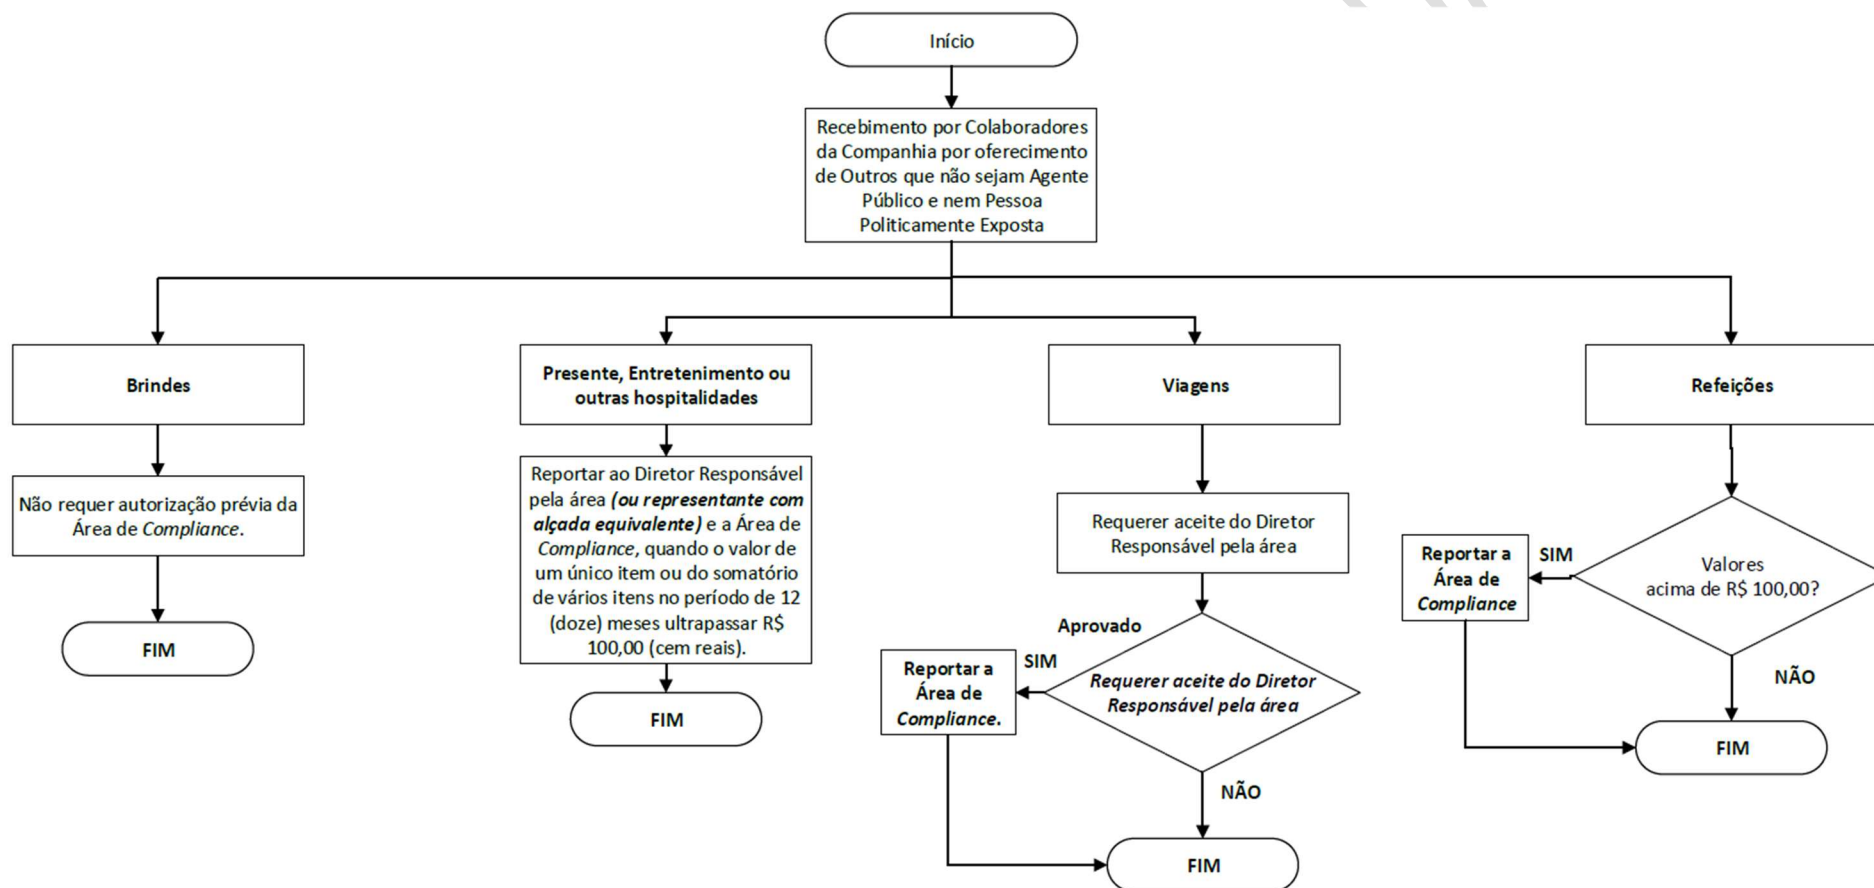 Início
Recebimento por Colaboradores
da Companhia por oferecimento
de Outros que não sejam Agente
Público e nem Pessoa
Politicamente Exposta
Brindes
Não requer autorização prévia da
Área de Compliance.
FIM
Presente, Entretenimento ou
outras hospitalidades
Reportar ao Diretor Responsável
pela área (ou representante com
alçada equivalente) e a Área de
Compliance, quando o valor de
um único item ou do somatório
de vários itens no período de 12
(doze) meses ultrapassar R$
100,00 (cem reais).
FIM
Viagens
Requerer aceite do Diretor
Responsável pela área
Aprovado
SIM
Requerer aceite do Diretor
Responsável pela área
Reportar a
Área de
Compliance.
NÃO
FIM
Refeições
Valores
acima de R$ 100,00?
SIM
Reportar a
Área de
Compliance
NÃO
FIM